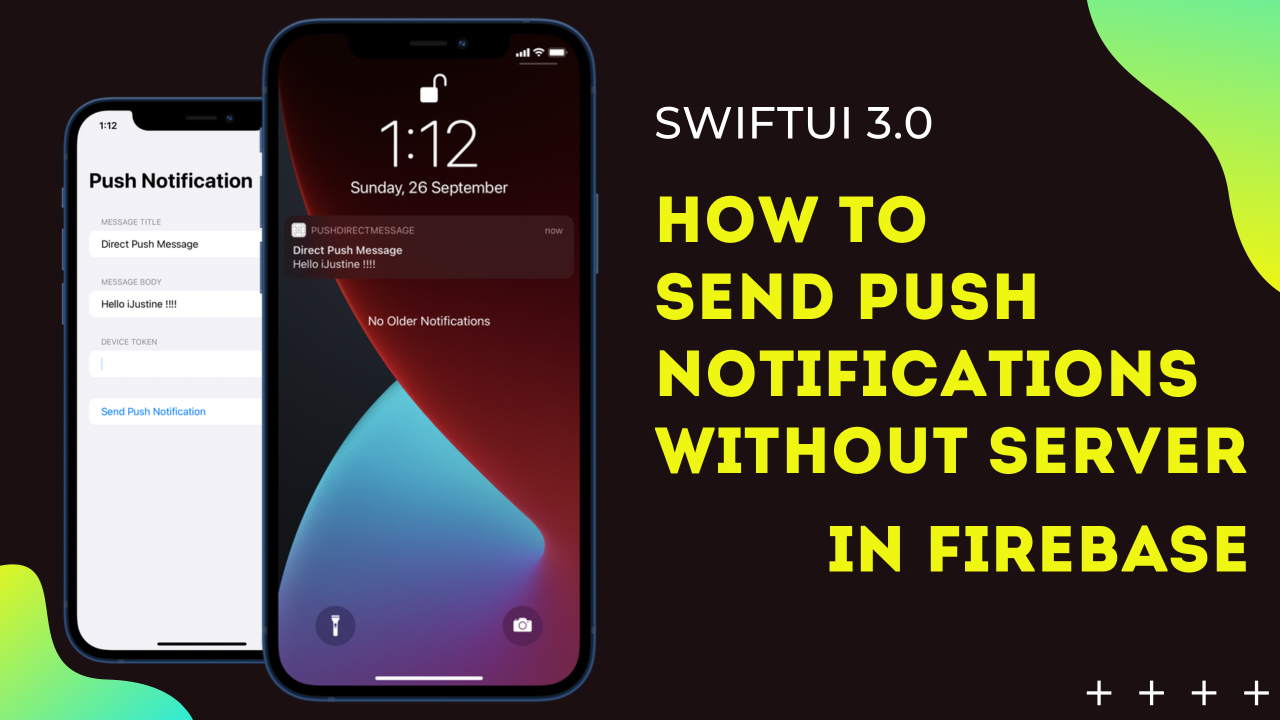 1:12
Push Notification
MESSAGE TITLE
Direct Push Message
MESSAGE BODY
Hello iJustine !!!!
DEVICE TOKEN
Send Push Notification
1:12
Sunday, 26 September
PUSHDIRECTMESSAGE now
Direct Push Message
Hello iJustine !!!!
No Older Notifications
SWIFTUI 3.0
HOW TO
SEND PUSH
NOTIFICATIONS
WITHOUT SERVER
IN FIREBASE